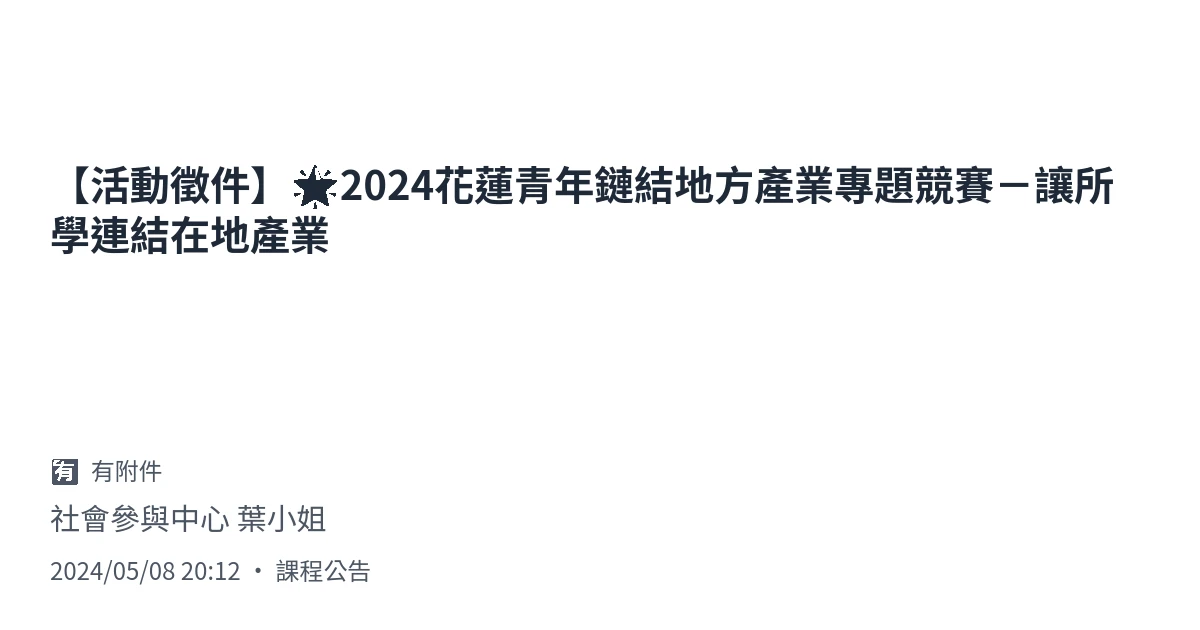 【活動徵件】🌟2024花蓮青年鏈結地方產業專題競賽－讓所
學連結在地產業
🈶 有附件
社會參與中心 葉小姐
2024/05/08 20:12 • 課程公告